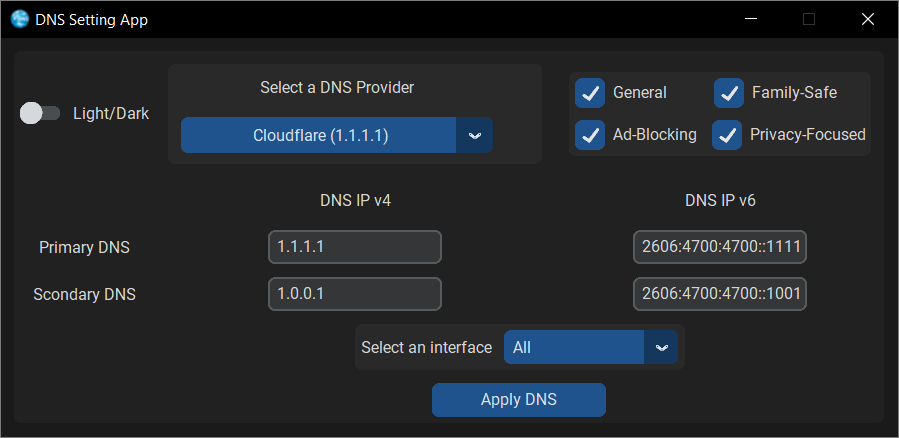 DNS Setting App
Select a DNS Provider
Light/Dark
Cloudflare (1.1.1.1)
General
Family-Safe
Ad-Blocking
Privacy-Focused
DNS IP v4
DNS IP v6
Primary DNS
1.1.1.1
2606:4700:4700::1111
Scondary DNS
1.0.0.1
2606:4700:4700::1001
Select an interface
All
Apply DNS